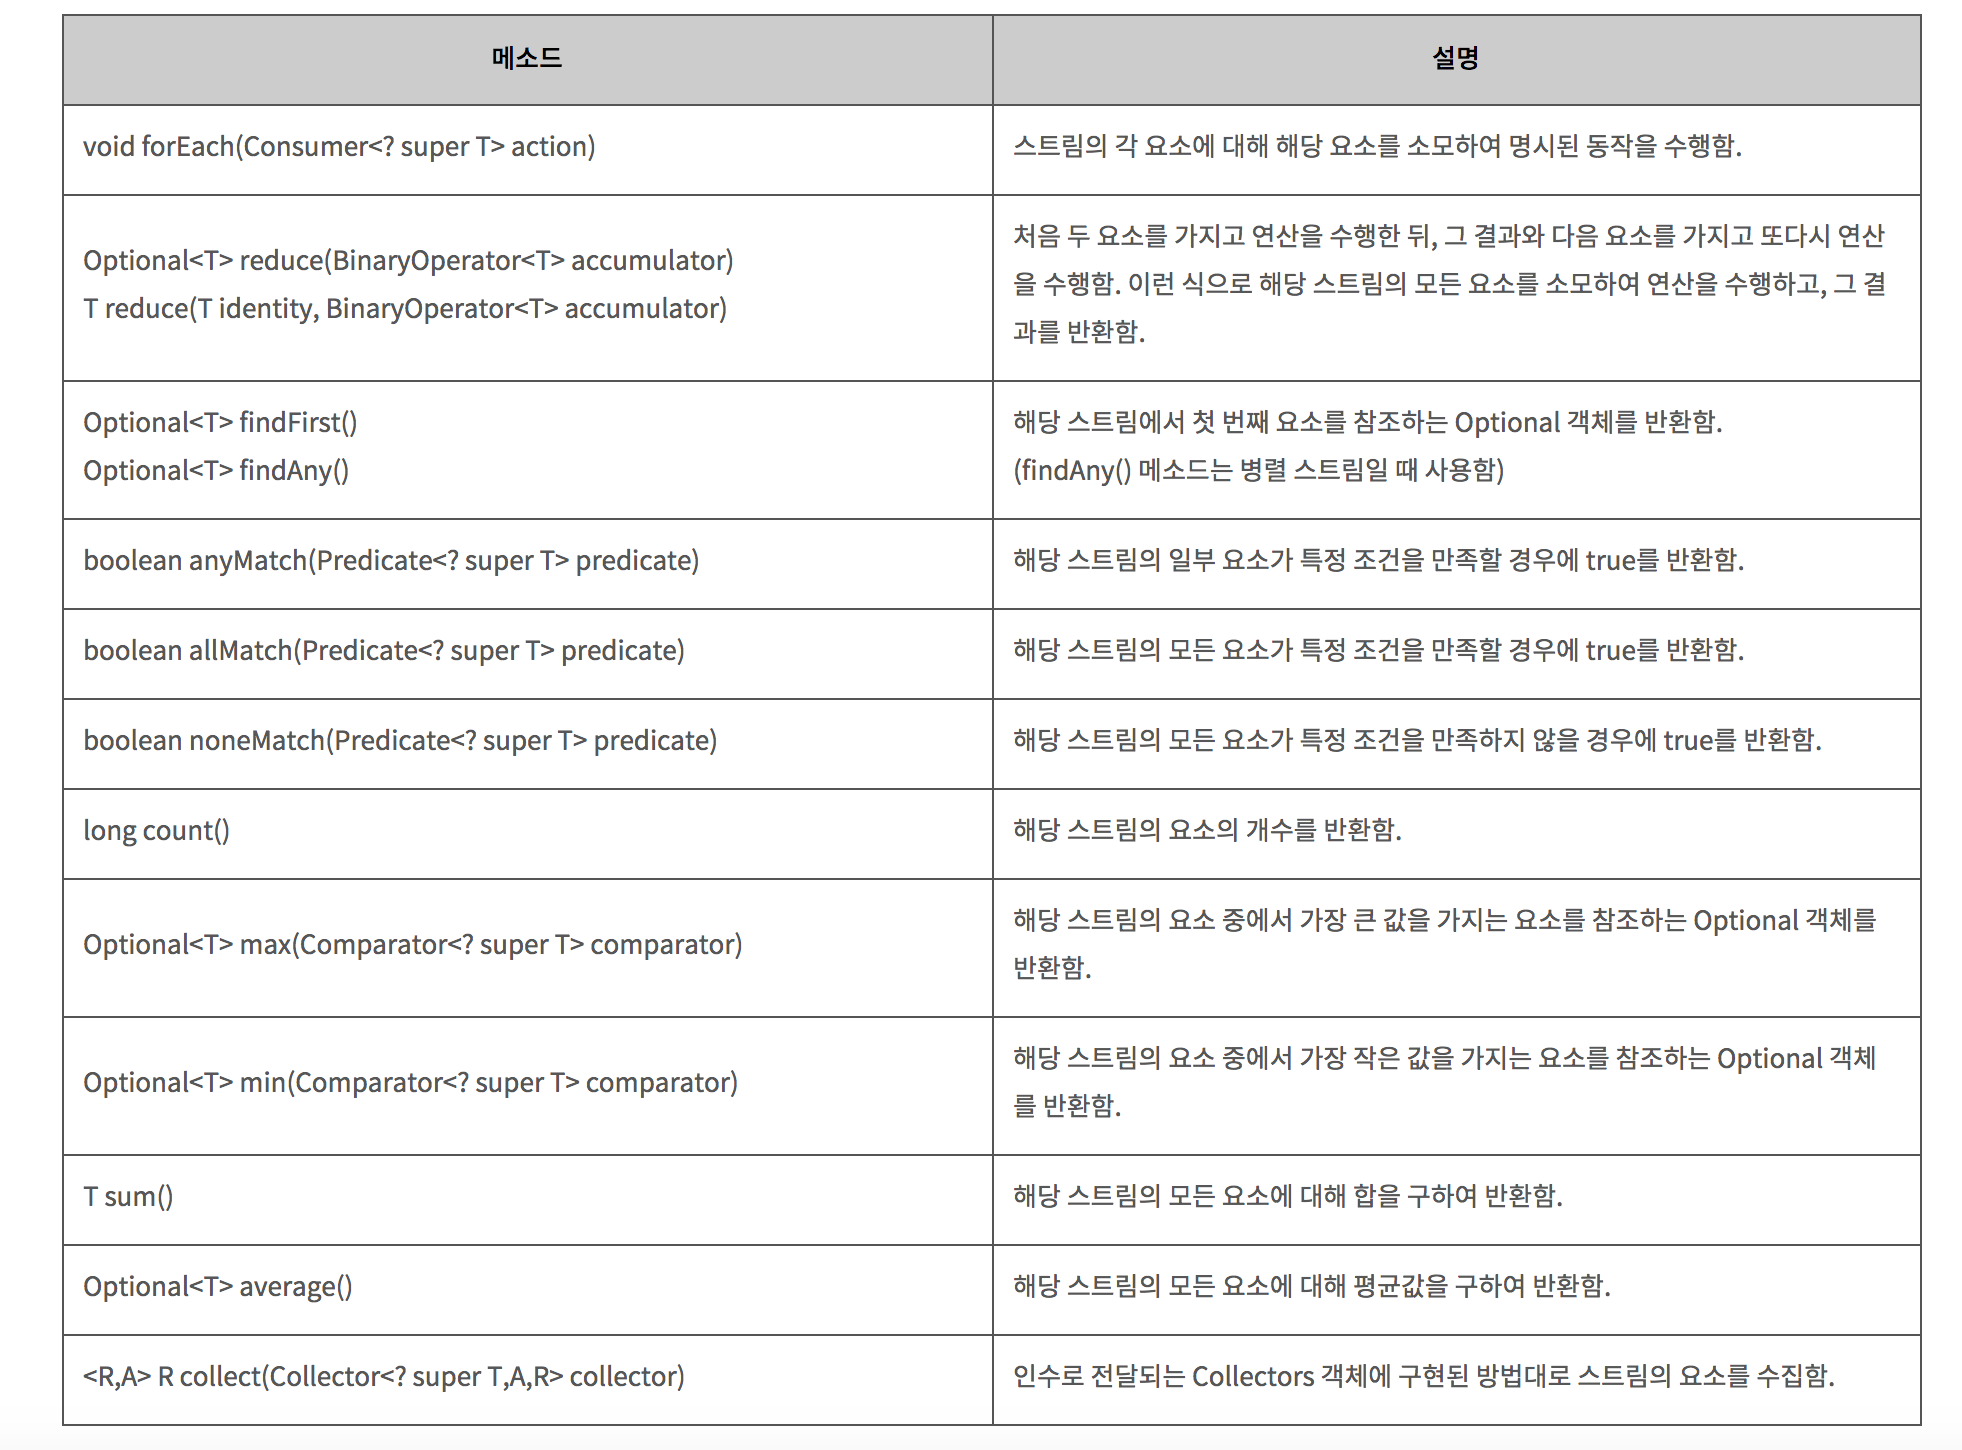 메소드
설명
void forEach(Consumer<? super T> action)
스트림의 각 요소에 대해 해당 요소를 소모하여 명시된 동작을 수행함.
Optional<T> reduce(BinaryOperator<T> accumulator)
T reduce(T identity, BinaryOperator<T> accumulator)
처음 두 요소를 가지고 연산을 수행한 뒤, 그 결과와 다음 요소를 가지고 또다시 연산
을 수행함. 이런 식으로 해당 스트림의 모든 요소를 소모하여 연산을 수행하고, 그 결
과를 반환함.
Optional<T> findFirst()
Optional<T> findAny()
해당 스트림에서 첫 번째 요소를 참조하는 Optional 객체를 반환함.
(findAny() 메소드는 병렬 스트림일 때 사용함)
boolean anyMatch(Predicate<? super T> predicate)
해당 스트림의 일부 요소가 특정 조건을 만족할 경우에 true를 반환함.
boolean allMatch(Predicate<? super T> predicate)
해당 스트림의 모든 요소가 특정 조건을 만족할 경우에 true를 반환함.
boolean noneMatch(Predicate<? super T> predicate)
해당 스트림의 모든 요소가 특정 조건을 만족하지 않을 경우에 true를 반환함.
long count()
해당 스트림의 요소의 개수를 반환함.
Optional<T> max(Comparator<? super T> comparator)
해당 스트림의 요소 중에서 가장 큰 값을 가지는 요소를 참조하는 Optional 객체를
반환함.
Optional<T> min(Comparator<? super T> comparator)
해당 스트림의 요소 중에서 가장 작은 값을 가지는 요소를 참조하는 Optional 객체
를 반환함.
T sum()
해당 스트림의 모든 요소에 대해 합을 구하여 반환함.
Optional<T> average()
해당 스트림의 모든 요소에 대해 평균값을 구하여 반환함.
<R,A> R collect(Collector<? super T,A,R> collector)
인수로 전달되는 Collectors 객체에 구현된 방법대로 스트림의 요소를 수집함.